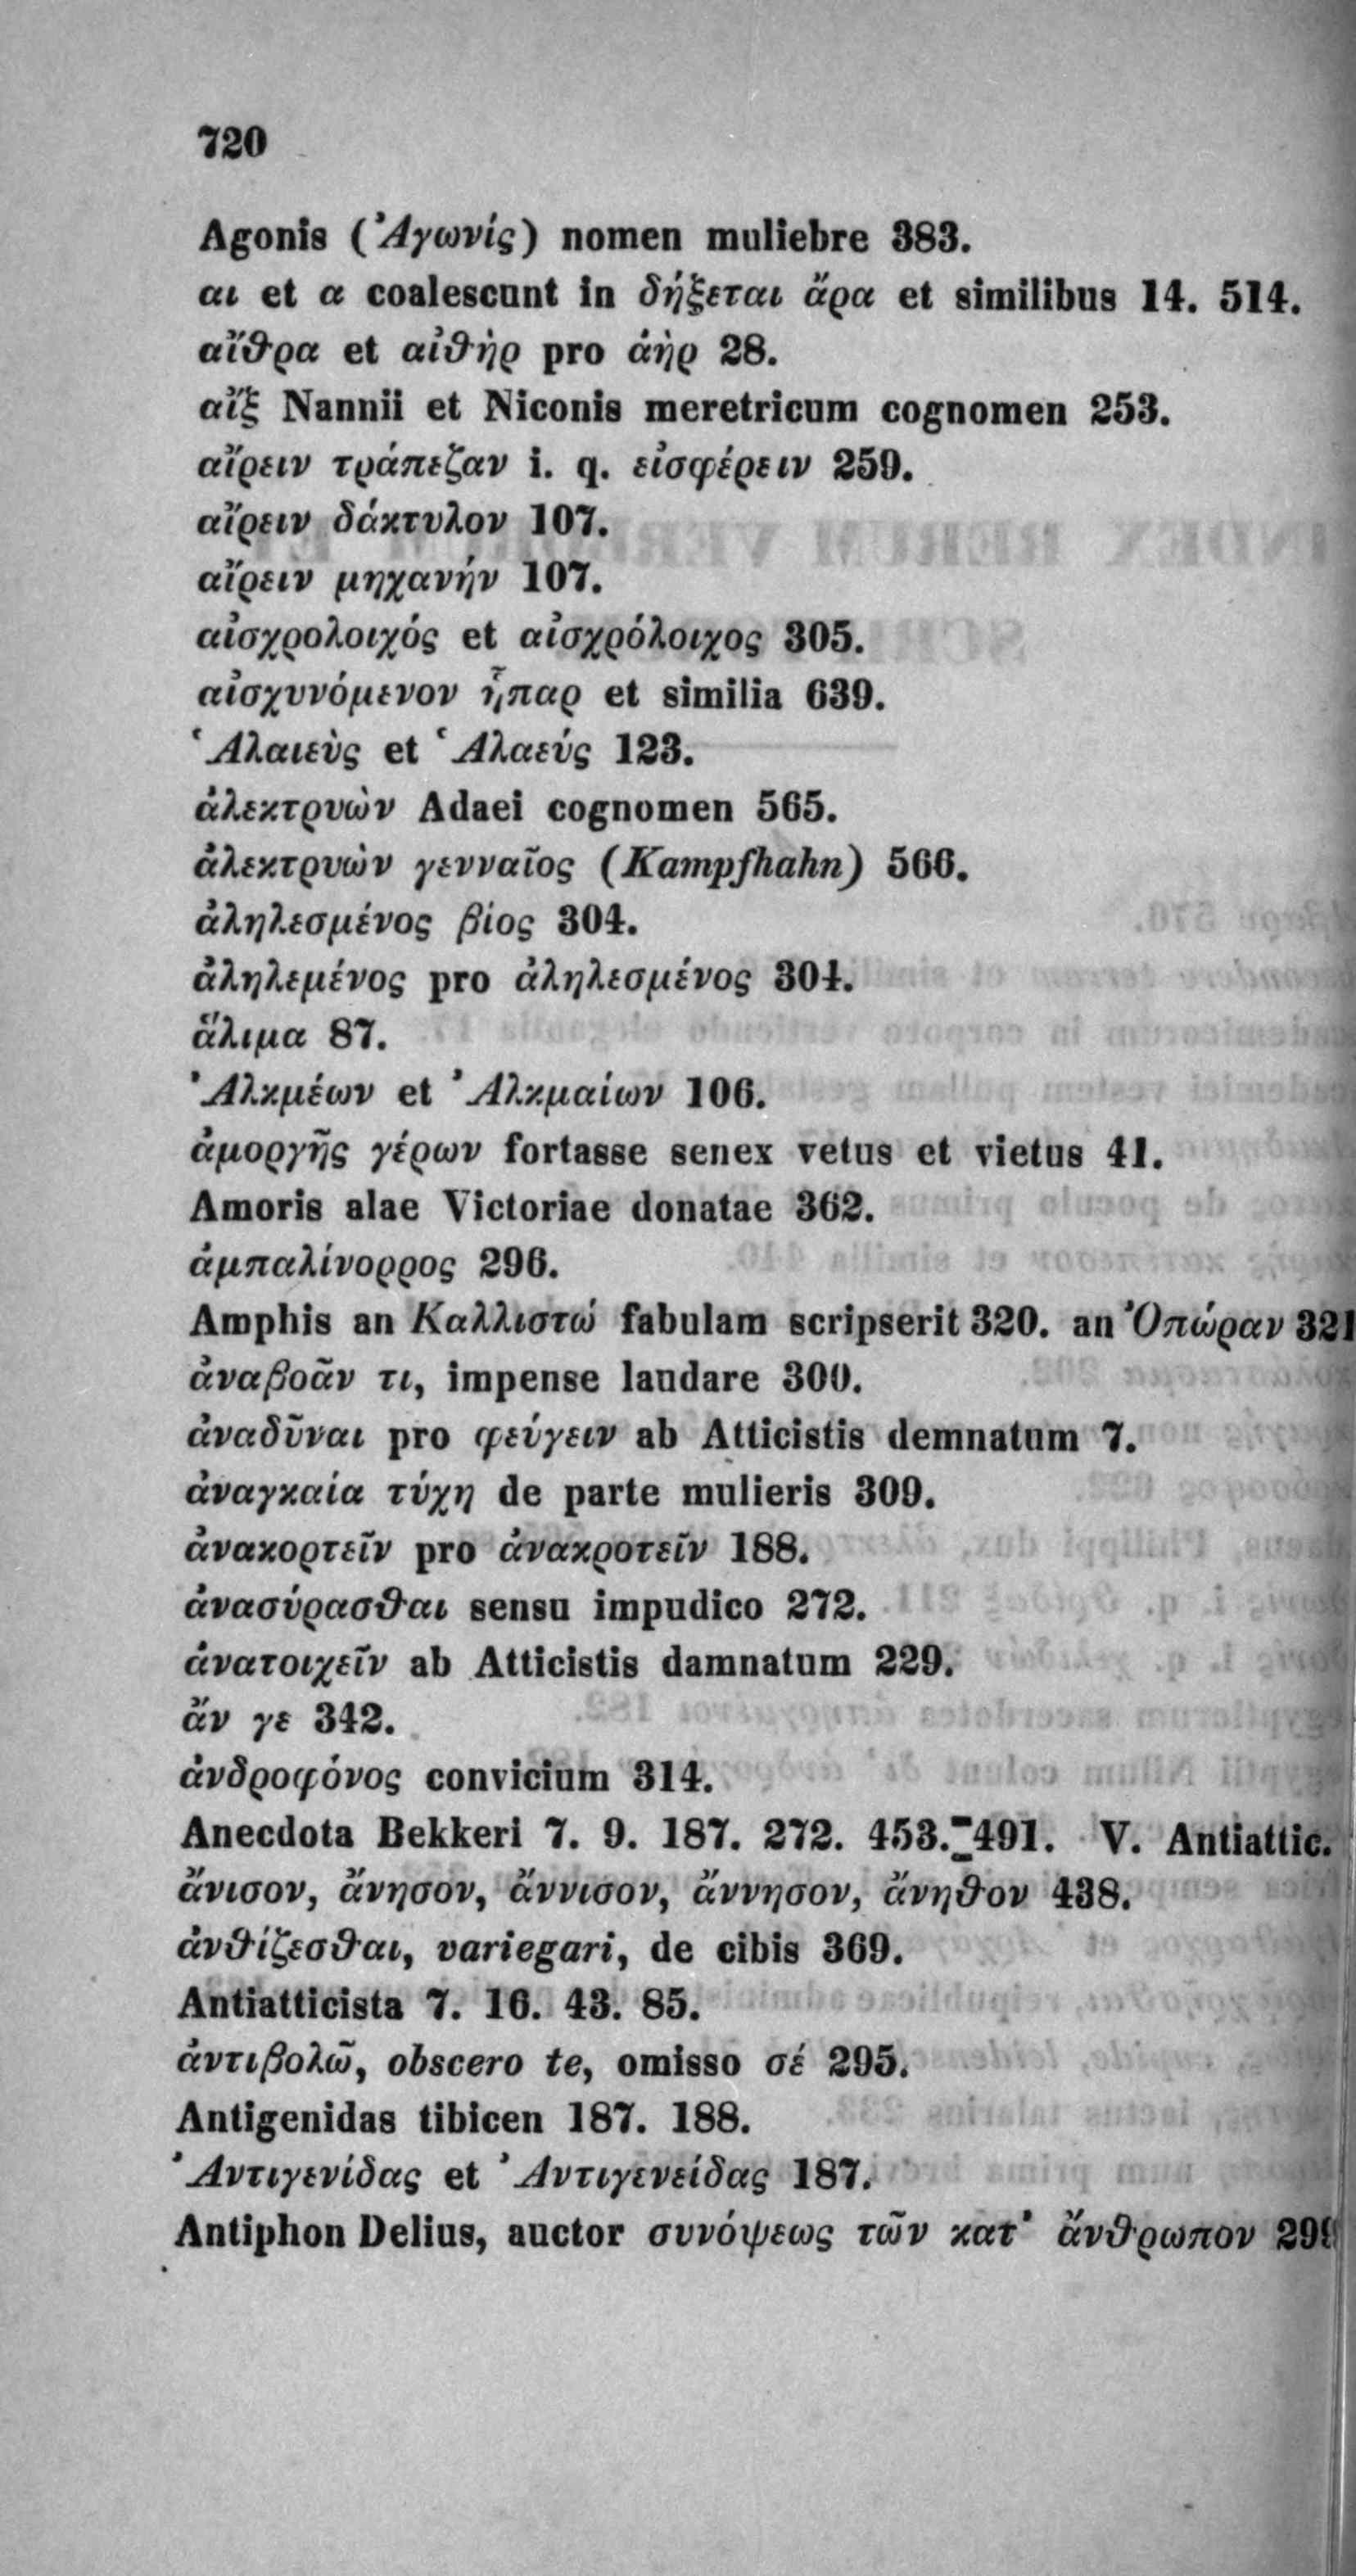 720
Agonis (Ἀγωνίς) nomen muliebre 383.
αι et α coalescunt in δήξεται ἄρα et similibus 14. 514.
αἴθρα et αἰθὴρ pro ἀὴρ 28.
αἴξ Nannii et Niconis meretricum cognomen 253.
αἴρειν τράπεζαν i. q. εἰσφέρειν 259.
αἴρειν δάκτυλον 107.
αἴρειν μηχανήν 107.
αἰσχρολοιχός et αἰσχρόλοιχος 305.
αἰσχυνόμενον ἧπαρ et similia 639.
Ἁλαιεὺς et Ἁλαεύς 123.
ἀλεκτρυὼν Adaei cognomen 565.
ἀλεκτρυὼν γενναῖος (Kampfhahn) 566.
ἀληλεσμένος βίος 304.
ἀληλεμένος pro ἀληλεσμένος 304.
ἄλιμα 87.
Ἀλκμέων et Ἀλκμαίων 106.
ἀμοργῆς γέρων fortasse senex vetus et vietus 41.
Amoris alae Victoriae donatae 362.
ἀμπαλίνορρος 296.
Amphis an Καλλιστώ fabulam scripserit 320. an Ὀπώραν 321
ἀναβοᾶν τι, impense laudare 300.
ἀναδῦναι pro φεύγειν ab Atticistis demnatum 7.
ἀναγκαία τύχη de parte mulieris 309.
ἀνακορτεῖν pro ἀνακροτεῖν 188.
ἀνασύρασθαι sensu impudico 272.
ἀνατοιχεῖν ab Atticistis damnatum 229.
ἄν γε 342.
ἀνδροφόνος convicium 314.
Anecdota Bekkeri 7. 9. 187. 272. 453. 491. V. Antiattic.
ἄνισον, ἄνησον, ἄννισον, ἄννησον, ἄνηθον 438.
ἀνθίζεσθαι, variegari, de cibis 369.
Antiatticista 7. 16. 43. 85.
ἀντιβολῶ, obscero te, omisso σέ 295.
Antigenidas tibicen 187. 188.
Ἀντιγενίδας et Ἀντιγενείδας 187.
Antiphon Delius, auctor συνόψεως τῶν κατ' ἄνθρωπον